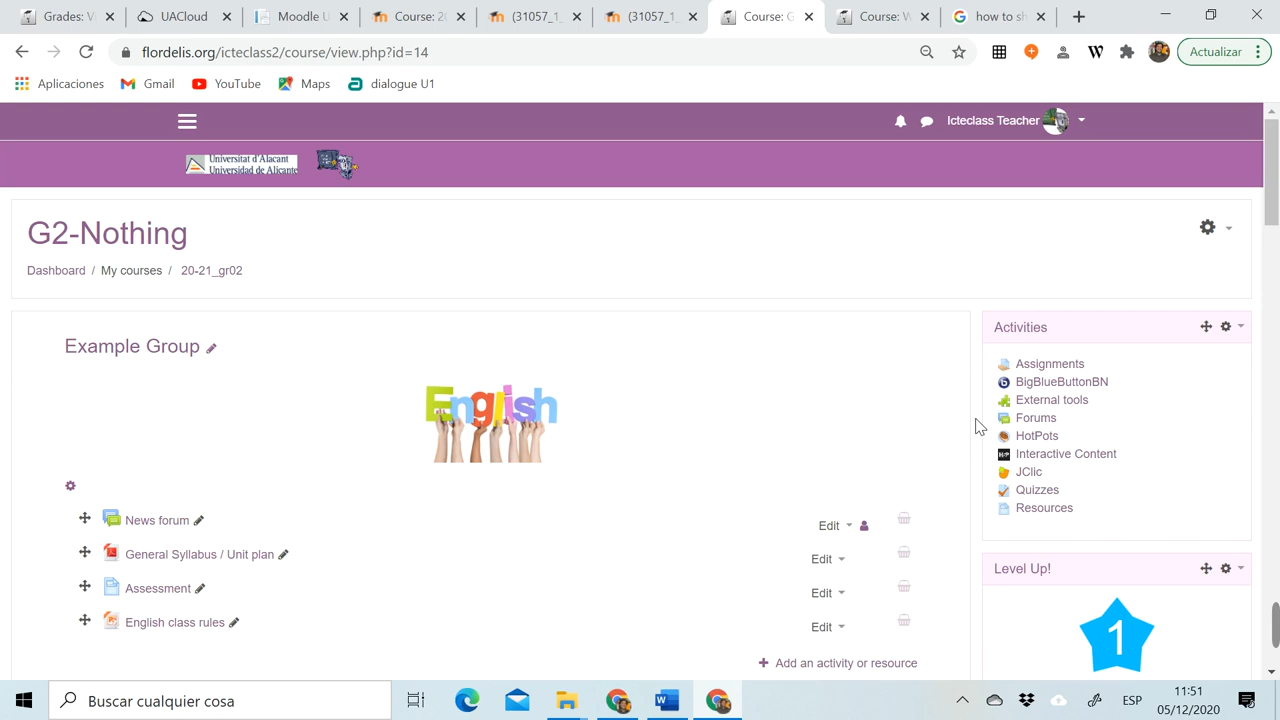 Course: G
Moodle U
Course: 20
(31057_1
(31057_1
Course: G
Course: V
how to sh
flordelis.org/icteclass2/course/view.php?id=14
Actualizar
Aplicaciones
Gmail
YouTube
Maps
dialogue U1
Icteclass Teacher
Universitat d'Alacant
Universidad de Alicante
G2-Nothing
Dashboard / My courses / 20-21_gr02
Example Group
English
News forum
Edit
General Syllabus / Unit plan
Edit
Assessment
Edit
English class rules
Edit
+ Add an activity or resource
Activities
Assignments
BigBlueButtonBN
External tools
Forums
HotPots
Interactive Content
JClic
Quizzes
Resources
Level Up!
1
Buscar cualquier cosa
ESP
11:51
05/12/2020